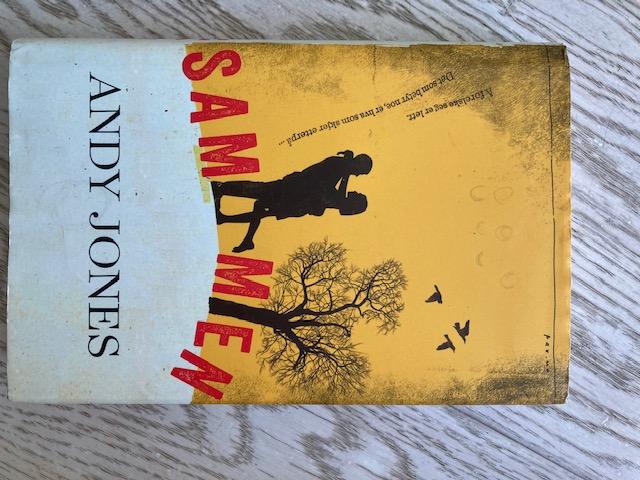 Å forelske seg er lett.
Det som betyr noe, er hva som skjer etterpå...
SAMMEN
ANDY JONES